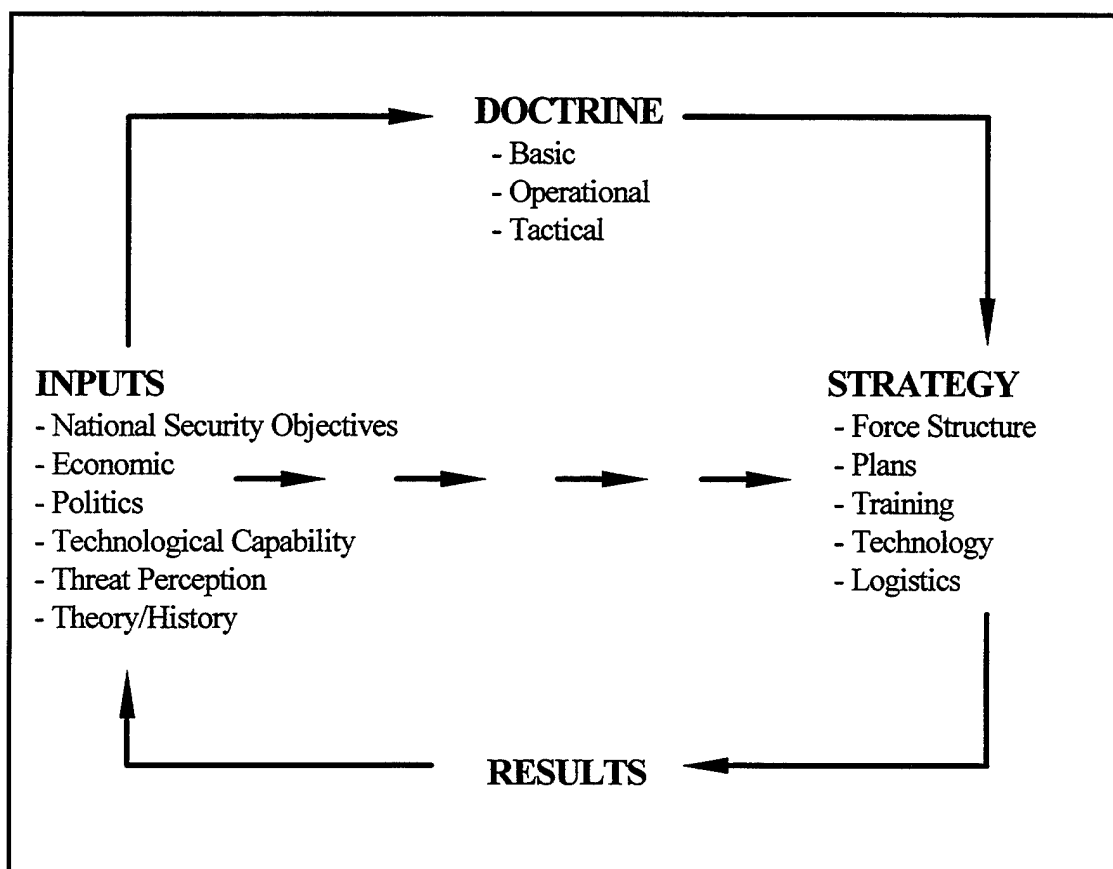 DOCTRINE
- Basic
- Operational
- Tactical
INPUTS
- National Security Objectives
- Economic
- Politics
- Technological Capability
- Threat Perception
- Theory/History
STRATEGY
- Force Structure
- Plans
- Training
- Technology
- Logistics
RESULTS